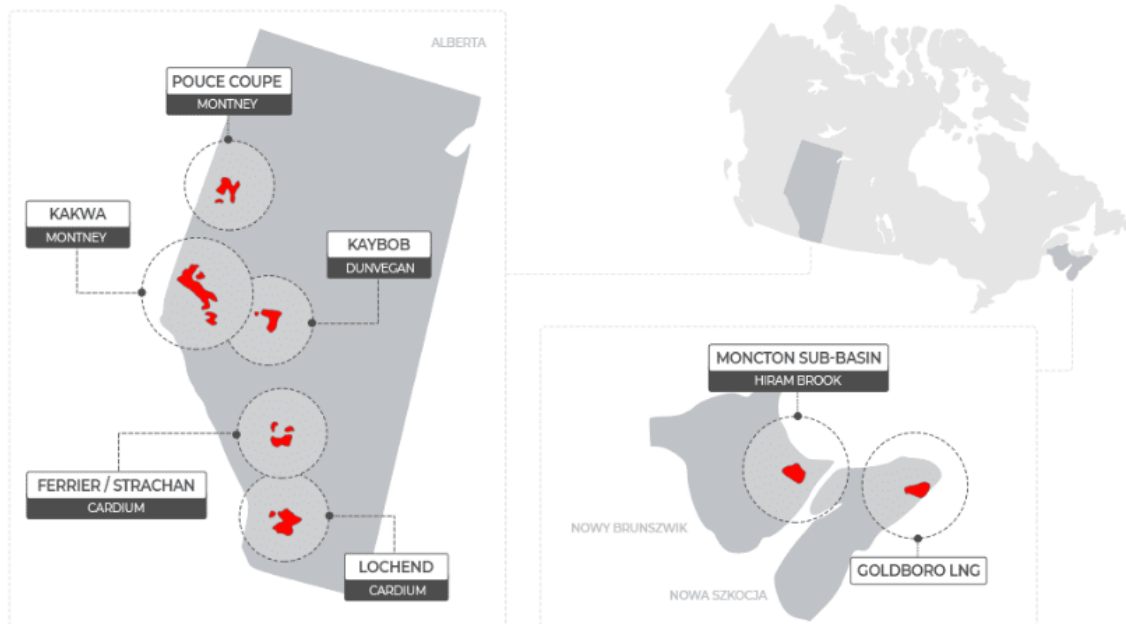 ALBERTA
POUCE COUPE
MONTNEY
KAKWA
MONTNEY
KAYBOB
DUNVEGAN
FERRIER / STRACHAN
CARDIUM
LOCHEND
CARDIUM
MONCTON SUB-BASIN
HIRAM BROOK
NOWY BRUNSZWIK
GOLDBORO LNG
NOWA SZKOCJA